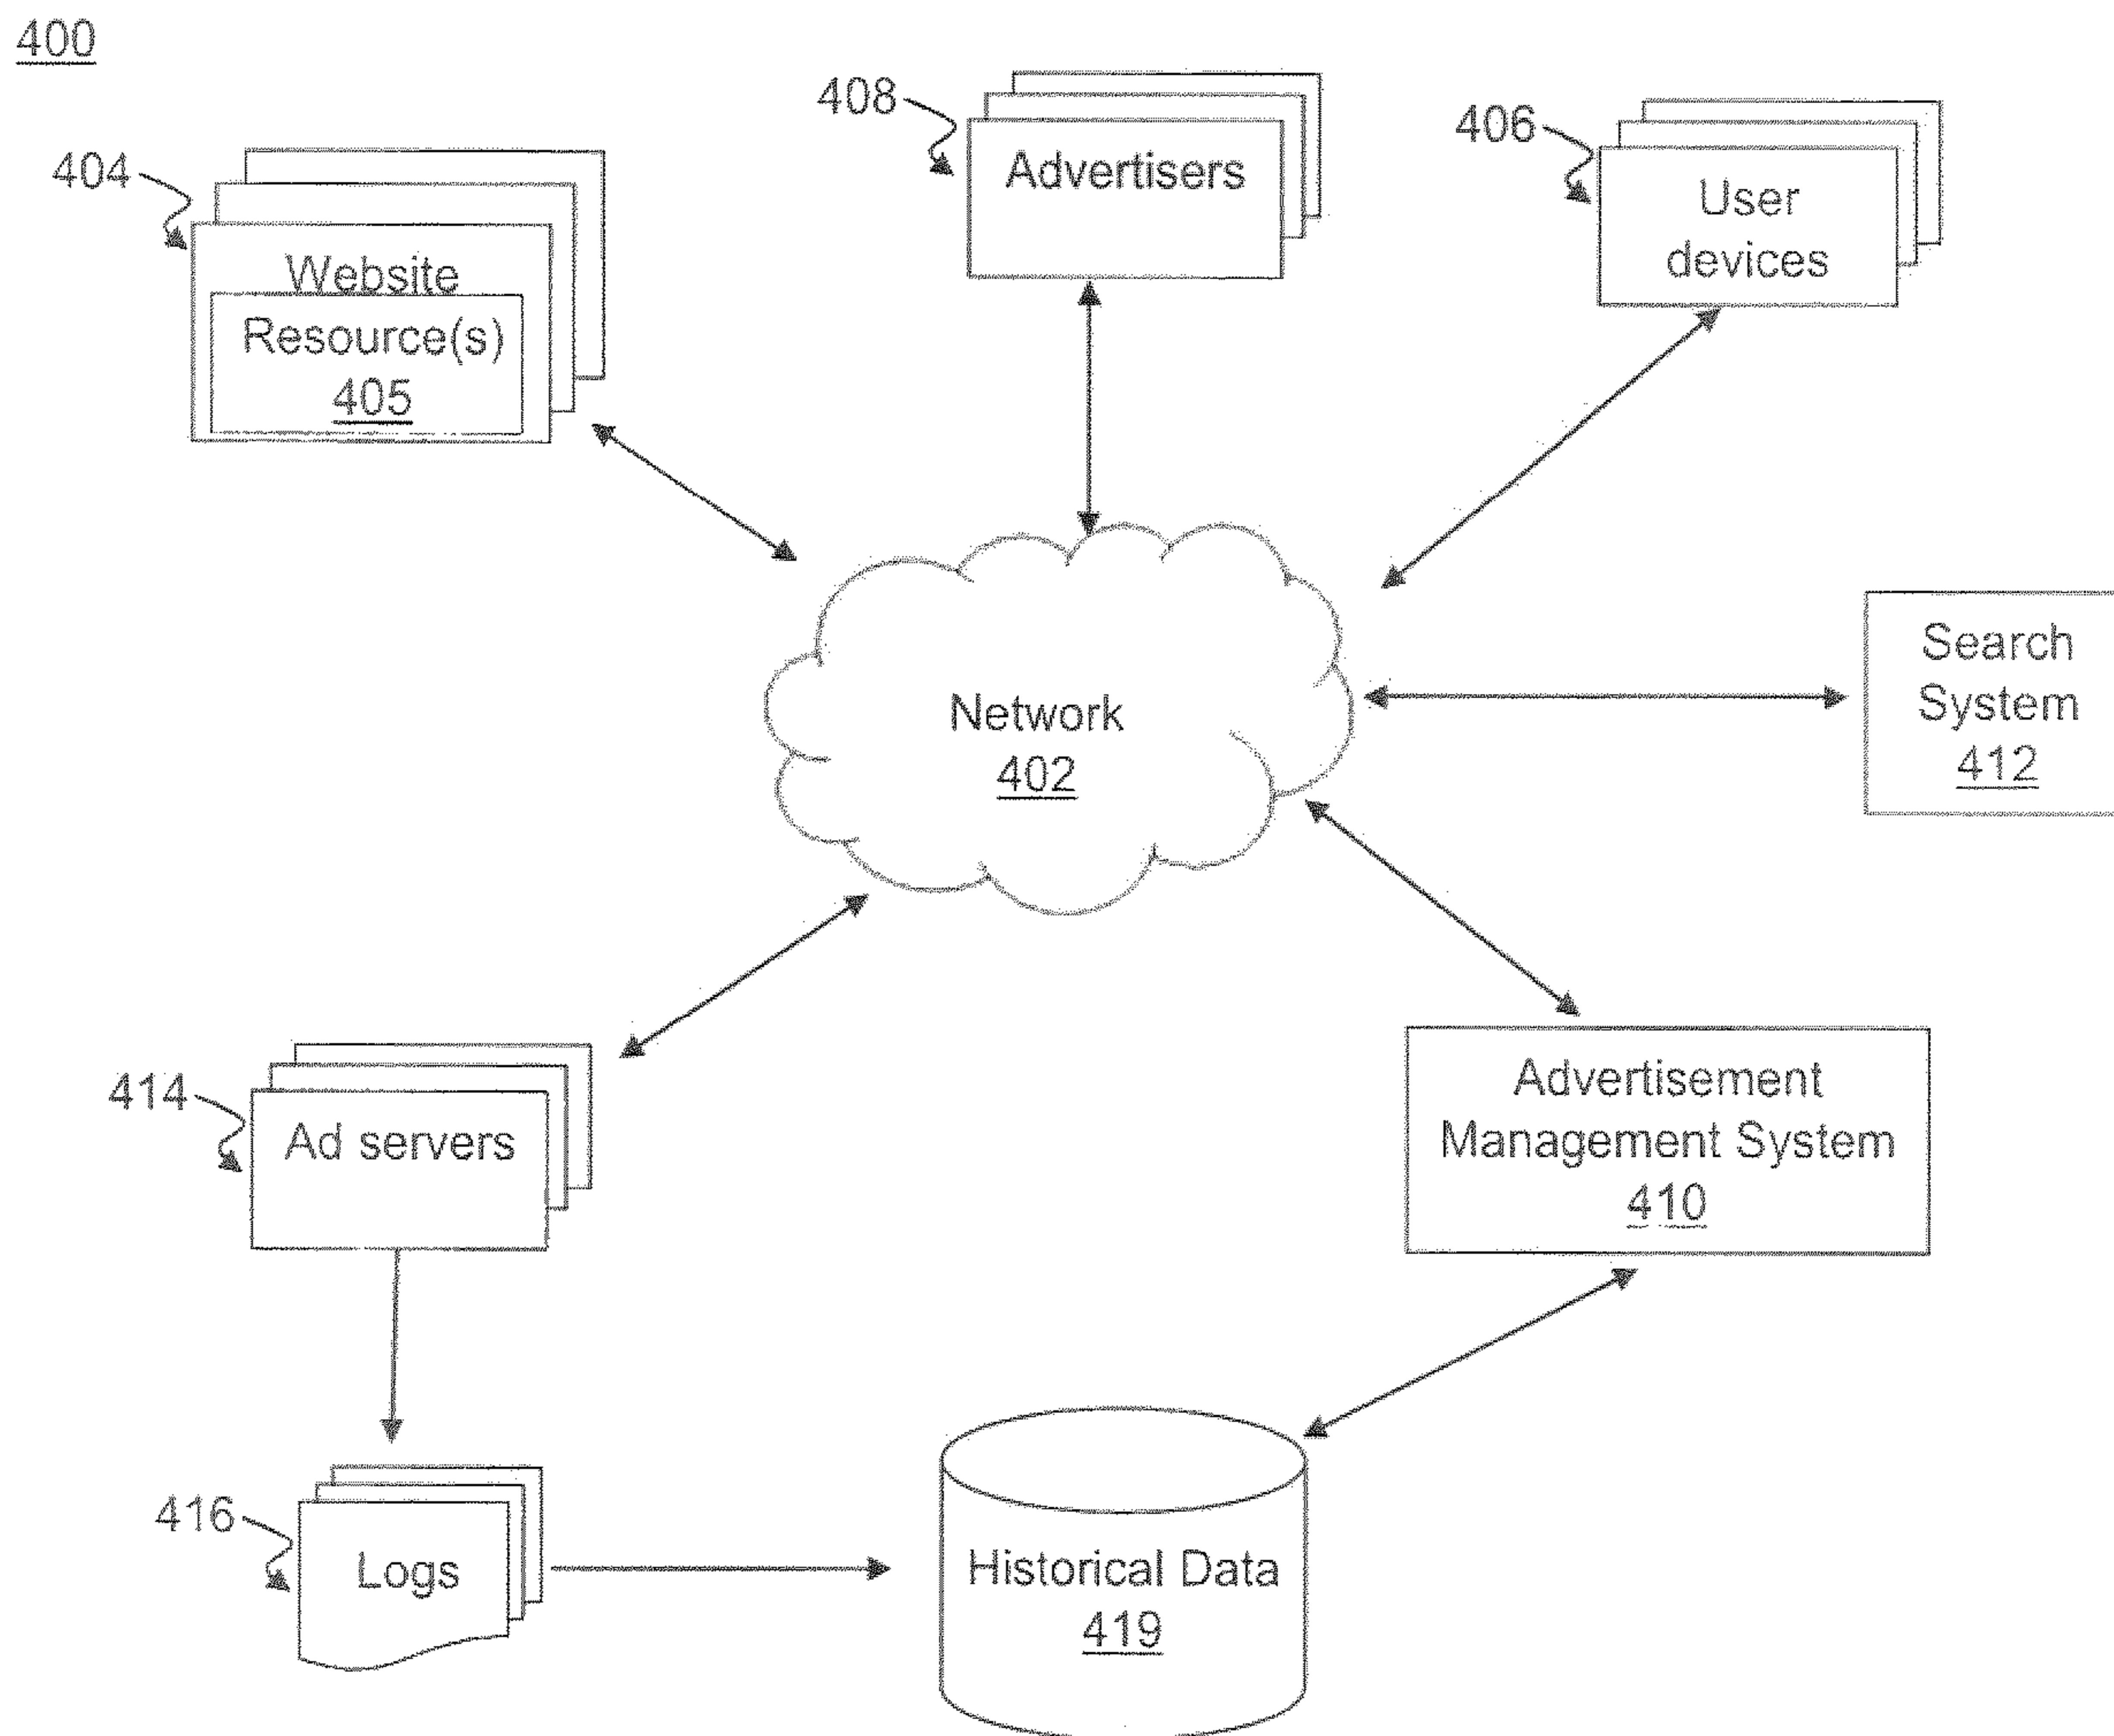 400
408
Advertisers
406
User
devices
404
Website
Resource(s)
405
Search
System
412
Network
402
414
Ad servers
Advertisement
Management System
410
416
Logs
Historical Data
419